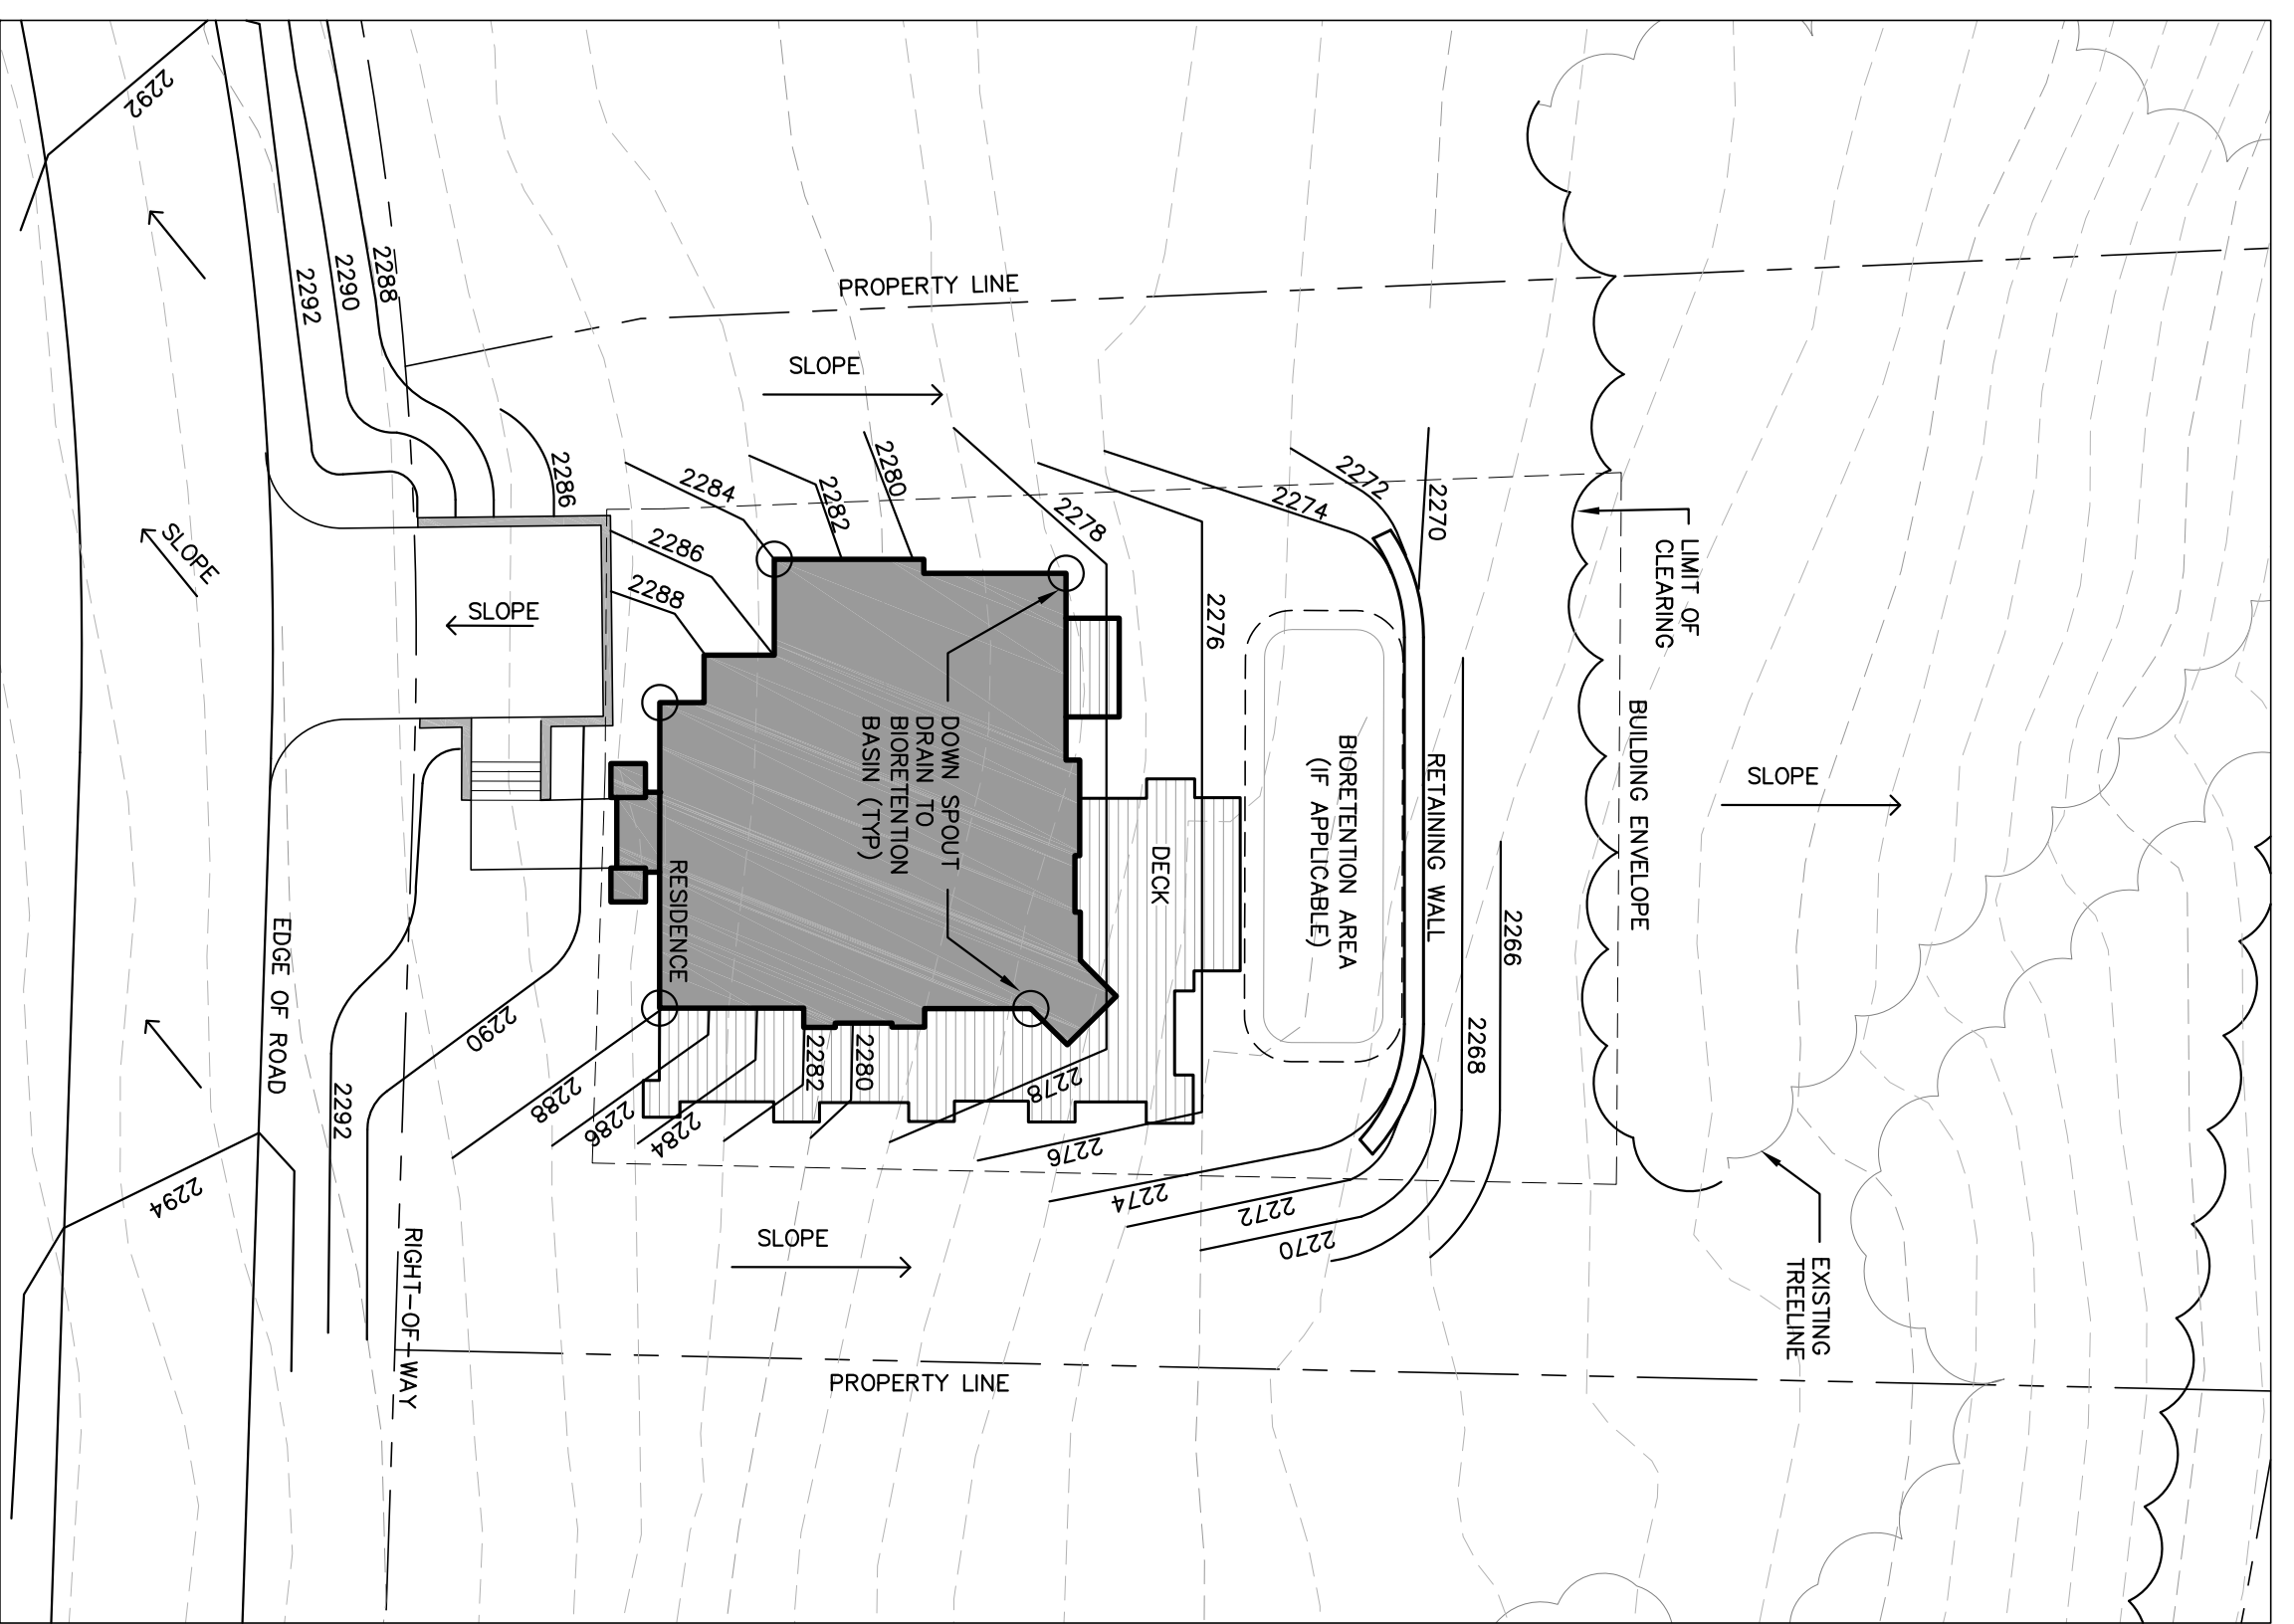 2292
2292
2290
2288
PROPERTY LINE
SLOPE
2286
2284
2282
2280
2278
2274
2272
2270
SLOPE
2286
2288
SLOPE
2276
LIMIT OF
CLEARING
BUILDING ENVELOPE
SLOPE
DOWN SPOUT
DRAIN TO
BIORETENTION
BASIN (TYP)
RESIDENCE
DECK
BIORETENTION AREA
(IF APPLICABLE)
RETAINING WALL
2266
2268
EDGE OF ROAD
2290
2292
2288
2286
2284
2282
2280
2278
2276
2274
2272
2270
2294
RIGHT-OF-WAY
SLOPE
EXISTING
TREELINE
PROPERTY LINE